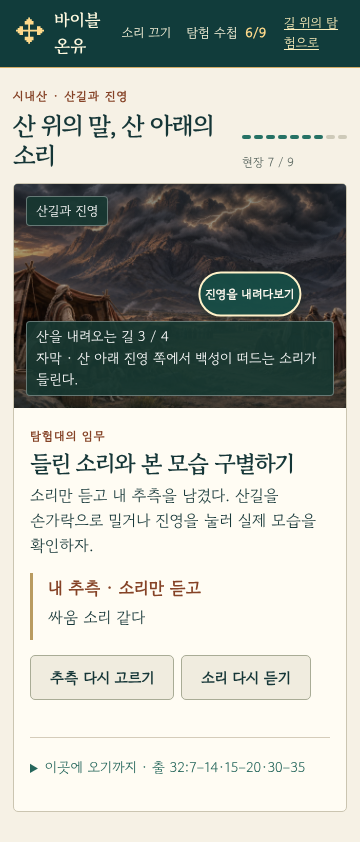 바이블
온유
소리 끄기
탐험 수첩 6/9
길 위의 탐
험으로
시내산 · 산길과 진영
산 위의 말, 산 아래의
소리
현장 7 / 9
산길과 진영
진영을 내려다보기
산을 내려오는 길 3 / 4
자막 · 산 아래 진영 쪽에서 백성이 떠드는 소리가
들린다.
탐험대의 임무
들린 소리와 본 모습 구별하기
소리만 듣고 내 추측을 남겼다. 산길을
손가락으로 밀거나 진영을 눌러 실제 모습을
확인하자.
내 추측 · 소리만 듣고
싸움 소리 같다
추측 다시 고르기
소리 다시 듣기
▶ 이곳에 오기까지 · 출 32:7–14·15–20·30–35